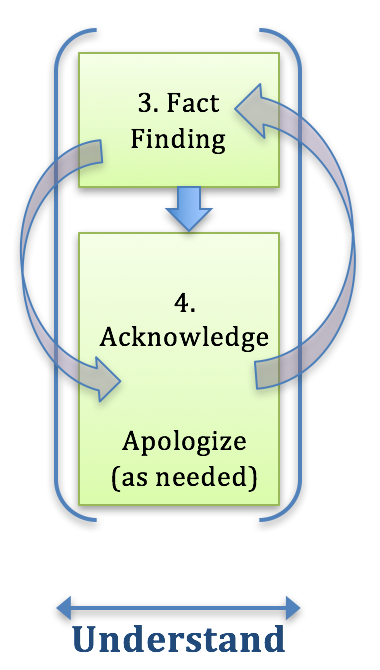 3. Fact
Finding
4.
Acknowledge
Apologize
(as needed)
Understand